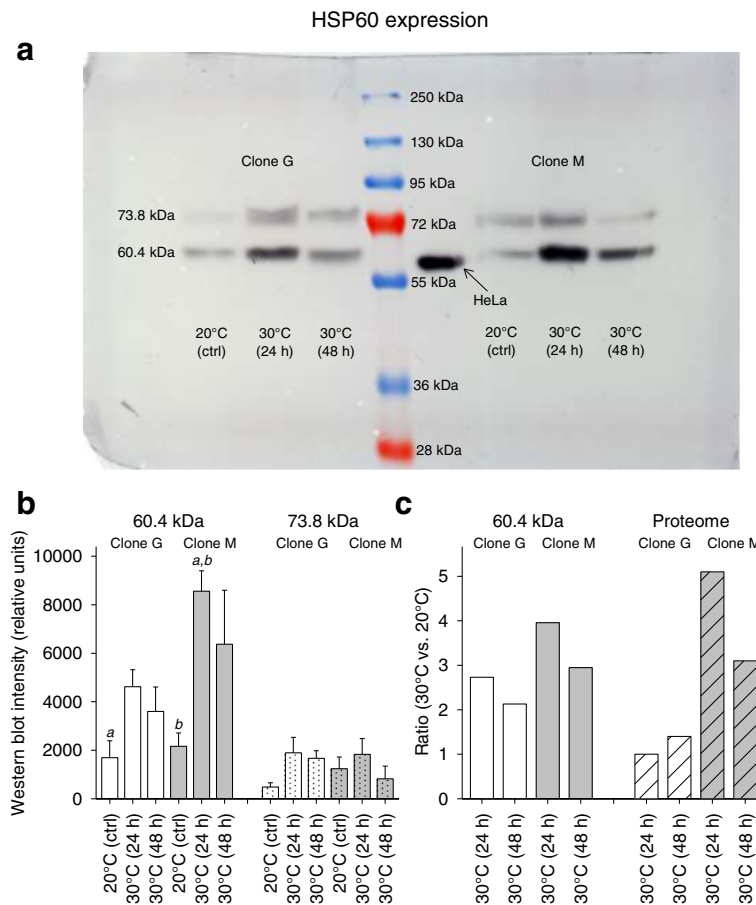 HSP60 expression
a
250 kDa
130 kDa
Clone G
Clone M
95 kDa
73.8 kDa
72 kDa
60.4 kDa
55 kDa
HeLa
20°C 30°C 30°C
(ctrl) (24 h) (48 h)
20°C 30°C 30°C
(ctrl) (24 h) (48 h)
36 kDa
28 kDa
b
60.4 kDa 73.8 kDa
Clone G Clone M Clone G Clone M
Western blot intensity (relative units)
10000
8000
6000
4000
2000
0
a
b
a,b
20°C (ctrl)
30°C (24 h)
30°C (48 h)
20°C (ctrl)
30°C (24 h)
30°C (48 h)
20°C (ctrl)
30°C (24 h)
30°C (48 h)
20°C (ctrl)
30°C (24 h)
30°C (48 h)
c
60.4 kDa Proteome
Clone G Clone M Clone G Clone M
Ratio (30°C vs. 20°C)
5
4
3
2
1
0
30°C (24 h)
30°C (48 h)
30°C (24 h)
30°C (48 h)
30°C (24 h)
30°C (48 h)
30°C (24 h)
30°C (48 h)